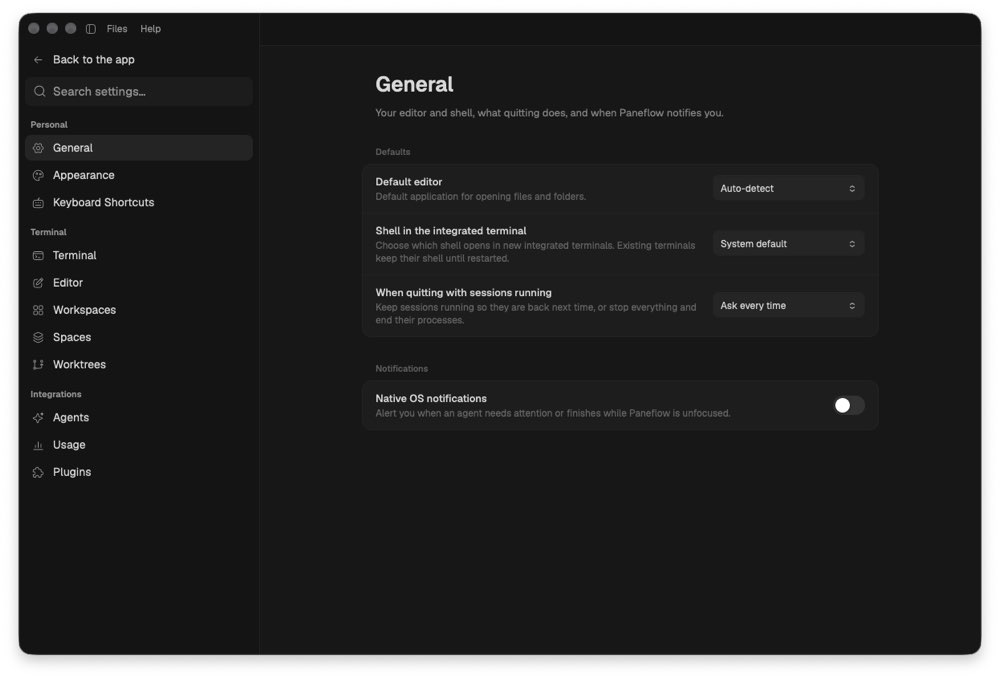 Files
Help
Back to the app
Search settings...
Personal
General
Appearance
Keyboard Shortcuts
Terminal
Terminal
Editor
Workspaces
Spaces
Worktrees
Integrations
Agents
Usage
Plugins
General
Your editor and shell, what quitting does, and when Paneflow notifies you.
Defaults
Default editor
Default application for opening files and folders.
Auto-detect
Shell in the integrated terminal
Choose which shell opens in new integrated terminals. Existing terminals
keep their shell until restarted.
System default
When quitting with sessions running
Keep sessions running so they are back next time, or stop everything and
end their processes.
Ask every time
Notifications
Native OS notifications
Alert you when an agent needs attention or finishes while Paneflow is unfocused.